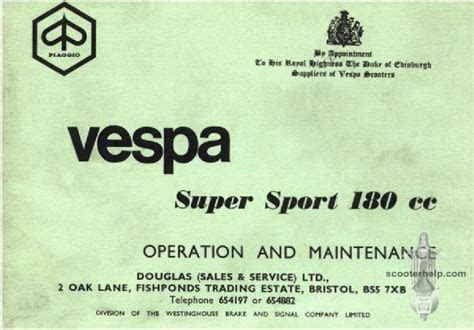 PIAGGIO
By Appointment
To His Royal Highness The Duke of Edinburgh
Suppliers of Vespa Scooters
vespa
Super Sport 180 cc
OPERATION AND MAINTENANCE
scooterhelp.com
DOUGLAS (SALES & SERVICE) LTD.,
2 OAK LANE, FISHPONDS TRADING ESTATE, BRISTOL, BS5 7XB
Telephone 654197 or 654882
DIVISION OF THE WESTINGHOUSE BRAKE AND SIGNAL COMPANY LIMITED